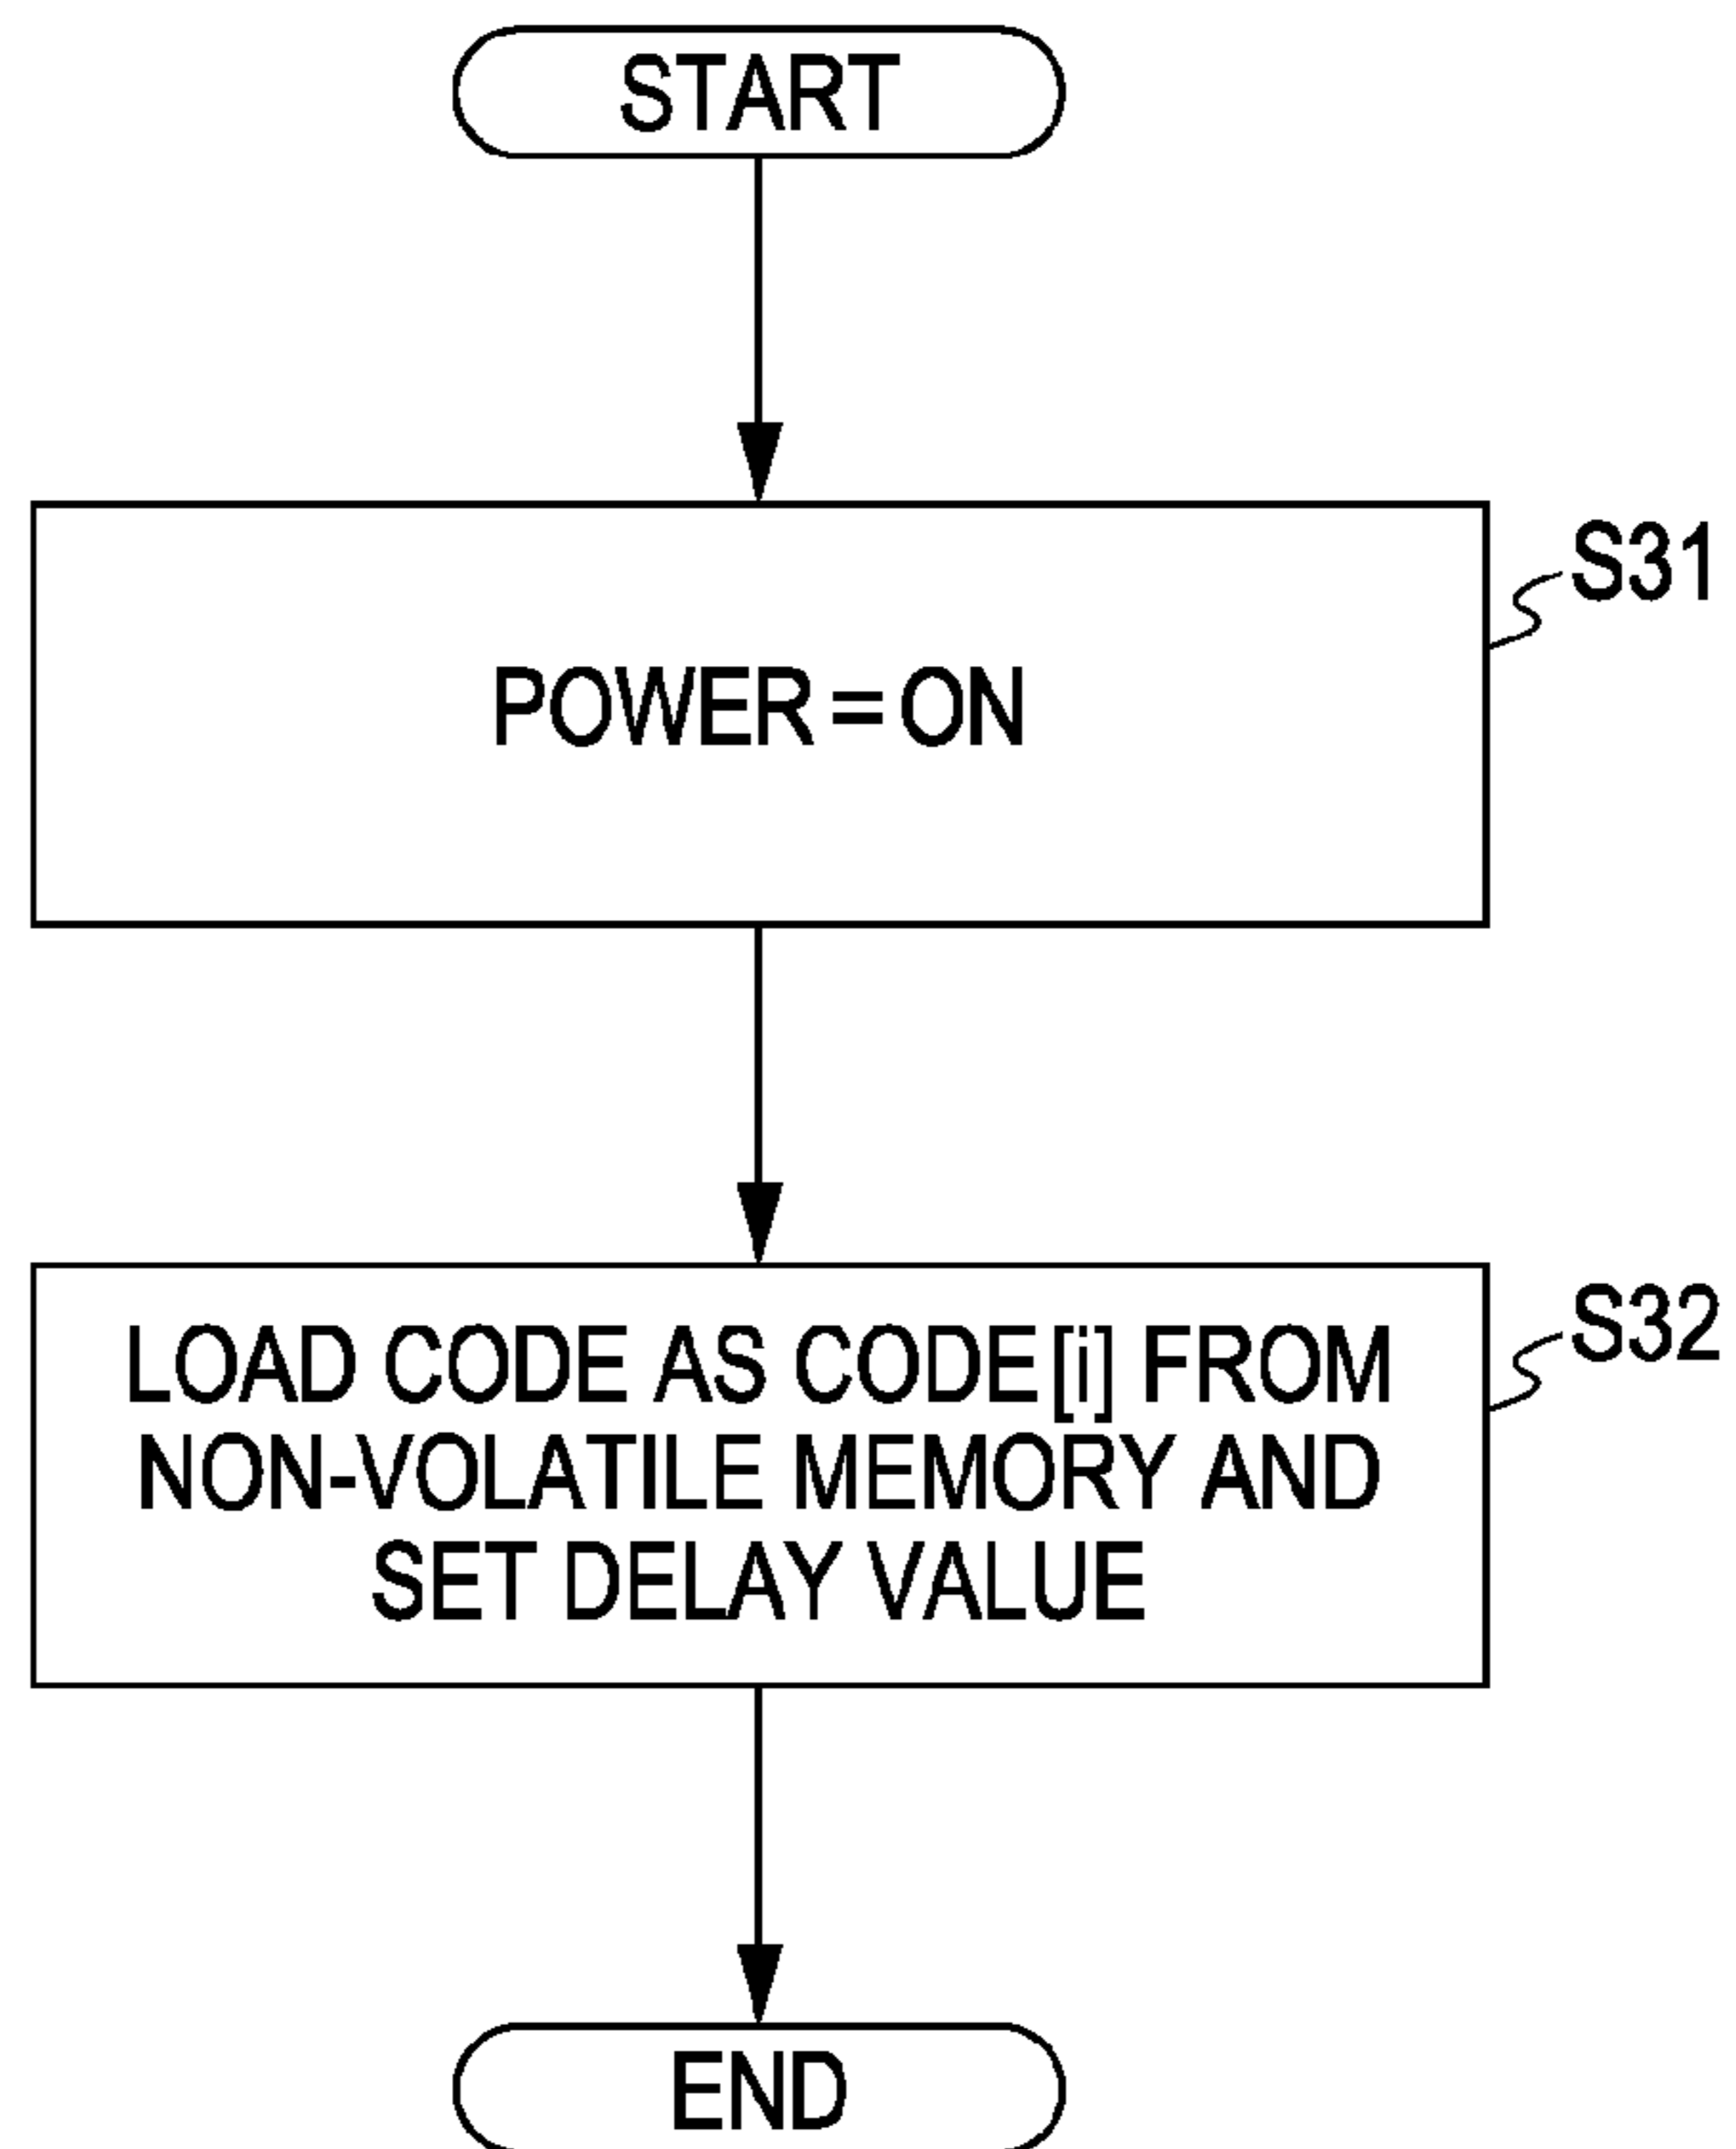 START
S31
POWER = ON
S32
LOAD CODE AS CODE[i] FROM
NON-VOLATILE MEMORY AND
SET DELAY VALUE
END